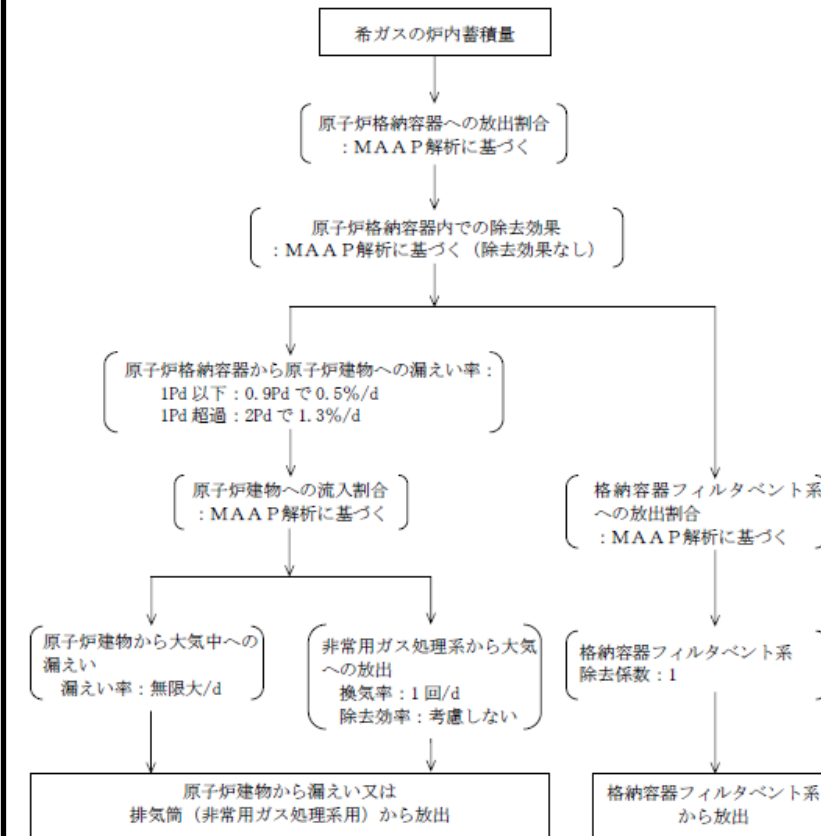 希ガスの炉内蓄積量
原子炉格納容器への放出割合
：ＭＡＡＰ解析に基づく
原子炉格納容器内での除去効果
：ＭＡＡＰ解析に基づく（除去効果なし）
原子炉格納容器から原子炉建物への漏えい率：
1Pd 以下：0.9Pd で 0.5%/d
1Pd 超過：2Pd で 1.3%/d
原子炉建物への流入割合
：ＭＡＡＰ解析に基づく
格納容器フィルタベント系
への放出割合
：ＭＡＡＰ解析に基づく
原子炉建物から大気中への
漏えい
漏えい率：無限大/d
非常用ガス処理系から大気
への放出
換気率：1 回/d
除去効率：考慮しない
格納容器フィルタベント系
除去係数：1
原子炉建物から漏えい又は
排気筒（非常用ガス処理系用）から放出
格納容器フィルタベント系
から放出